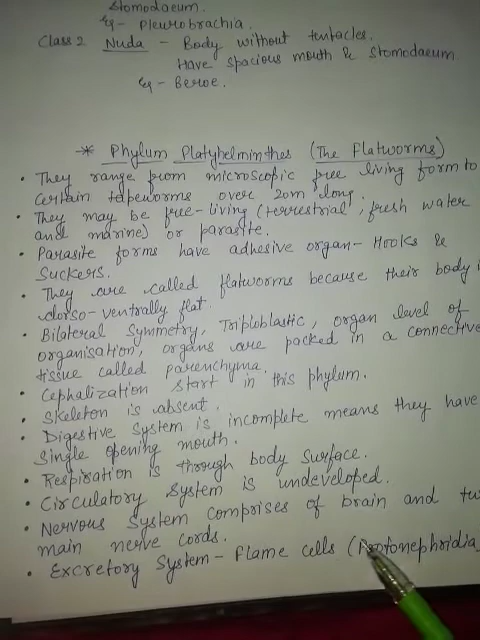 Stomodaeum.
Eg - Pleurobrachia.
Class 2 Nuda - Body without tentacles.
Have spacious mouth & stomodaeum
Eg - Beroe.
* Phylum Platyhelminthes (The Flatworms)
• They range from microscopic free living form to
certain tapeworms over 20m long.
• They may be free-living (terrestrial, fresh water
and marine) or parasite.
• Parasite forms have adhesive organ - Hooks &
Suckers.
• They are called flatworms because their body i
dorso-ventrally flat.
• Bilateral Symmetry, Triploblastic, organ level of
organisation, organs are packed in a connective
tissue called parenchyma.
• Cephalization start in this phylum.
• Skeleton is absent.
• Digestive System is incomplete means they have
Single opening mouth.
• Respiration is through body surface.
• Circulatory System is undeveloped.
• Nervous System comprises of brain and tw
main nerve cords.
• Excretory System - Flame cells (Protonephridia